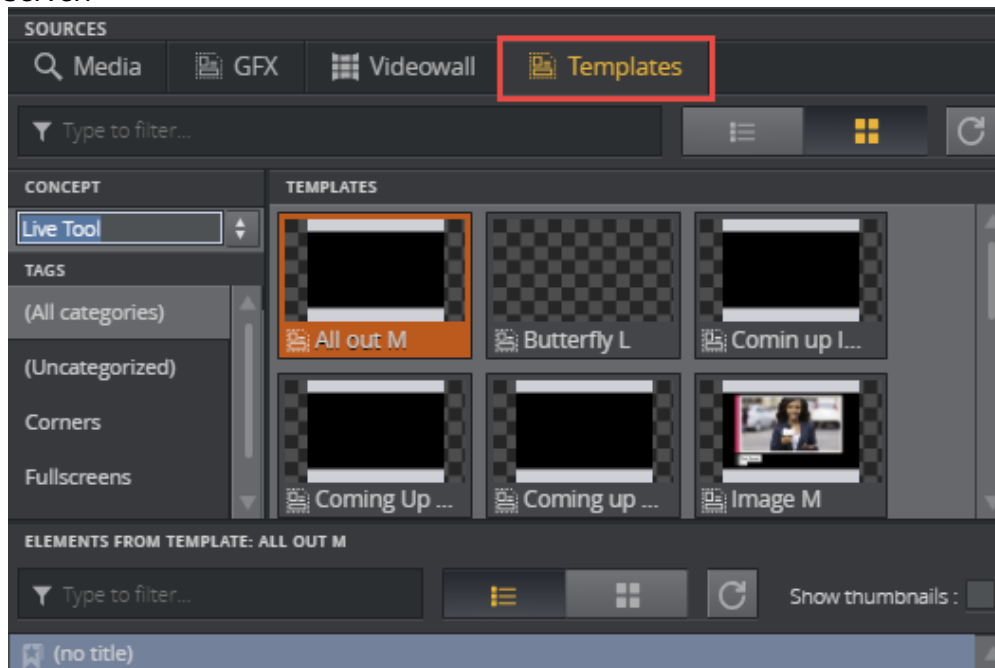 SOURCES
Media GFX Videowall Templates
Type to filter...
CONCEPT TEMPLATES
Live Tool
TAGS
(All categories)
All out M Butterfly L Comin up I...
(Uncategorized)
Corners
Fullscreens
Coming Up ... Coming up ... Image M
ELEMENTS FROM TEMPLATE: ALL OUT M
Type to filter... Show thumbnails :
(no title)